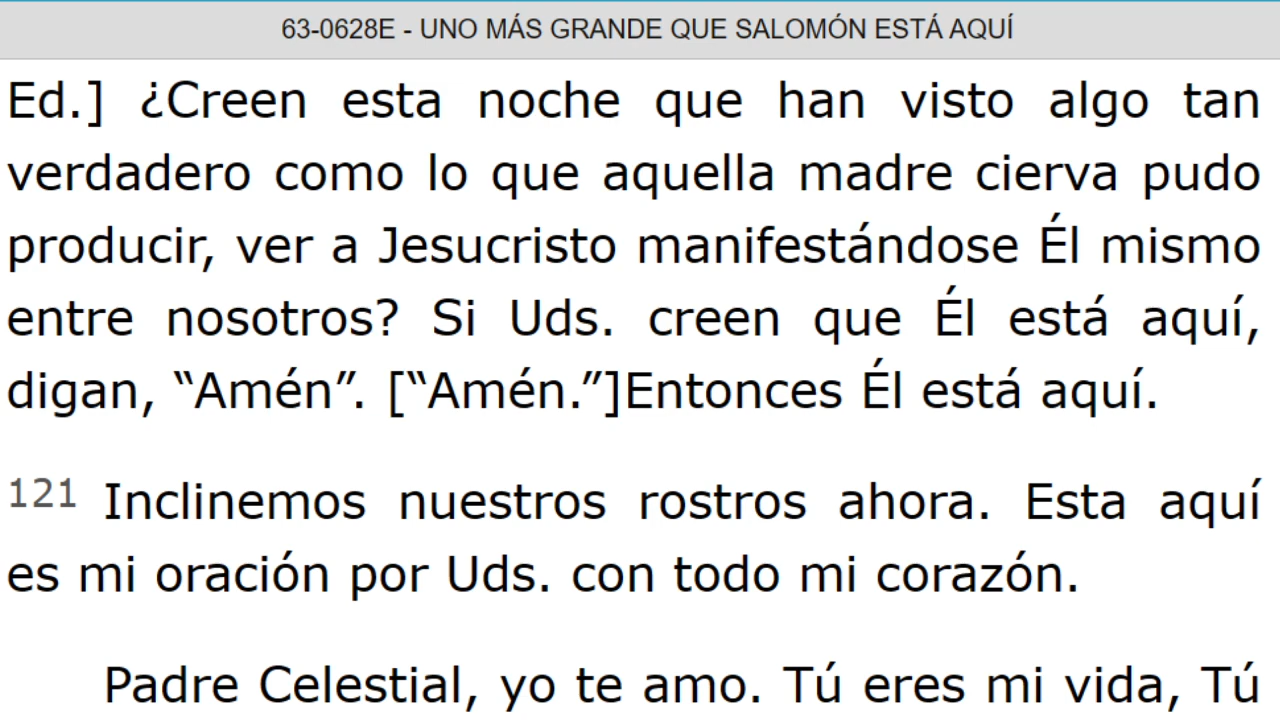 63-0628E - UNO MÁS GRANDE QUE SALOMÓN ESTÁ AQUÍ
Ed.] ¿Creen esta noche que han visto algo tan
verdadero como lo que aquella madre cierva pudo
producir, ver a Jesucristo manifestándose Él mismo
entre nosotros? Si Uds. creen que Él está aquí,
digan, “Amén”. [“Amén.”]Entonces Él está aquí.
121 Inclinemos nuestros rostros ahora. Esta aquí
es mi oración por Uds. con todo mi corazón.
Padre Celestial, yo te amo. Tú eres mi vida, Tú